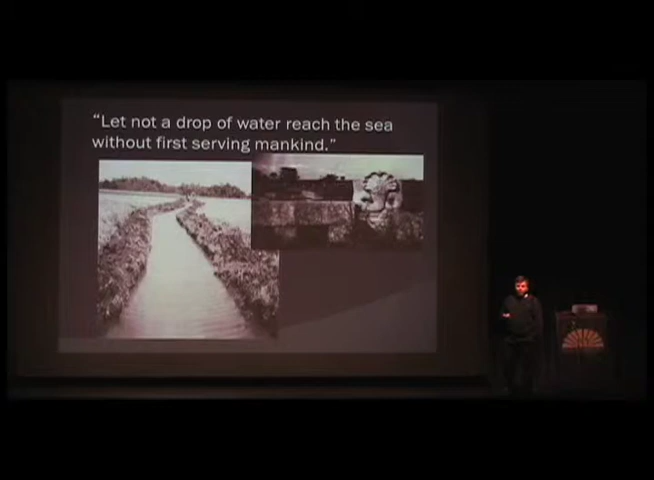 “Let not a drop of water reach the sea
without first serving mankind.”